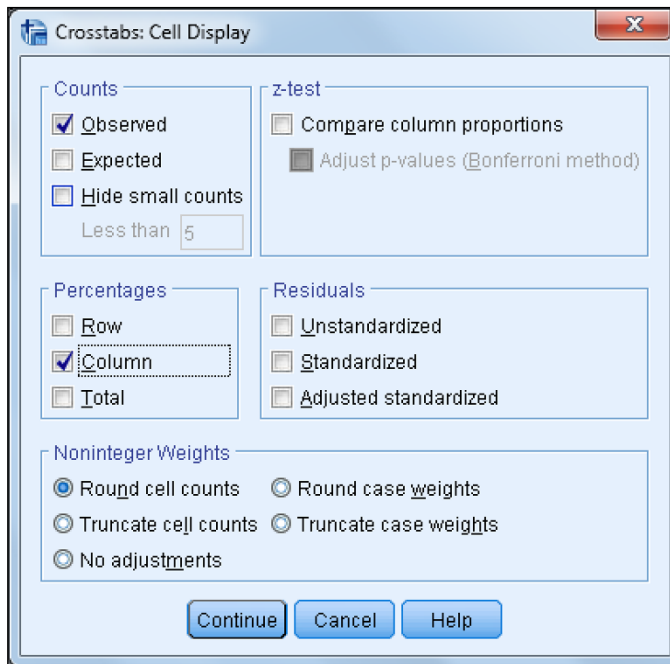 Crosstabs: Cell Display
Counts
Observed
Expected
Hide small counts
Less than 5
z-test
Compare column proportions
Adjust p-values (Bonferroni method)
Percentages
Row
Column
Total
Residuals
Unstandardized
Standardized
Adjusted standardized
Noninteger Weights
Round cell counts Round case weights
Truncate cell counts Truncate case weights
No adjustments
Continue Cancel Help